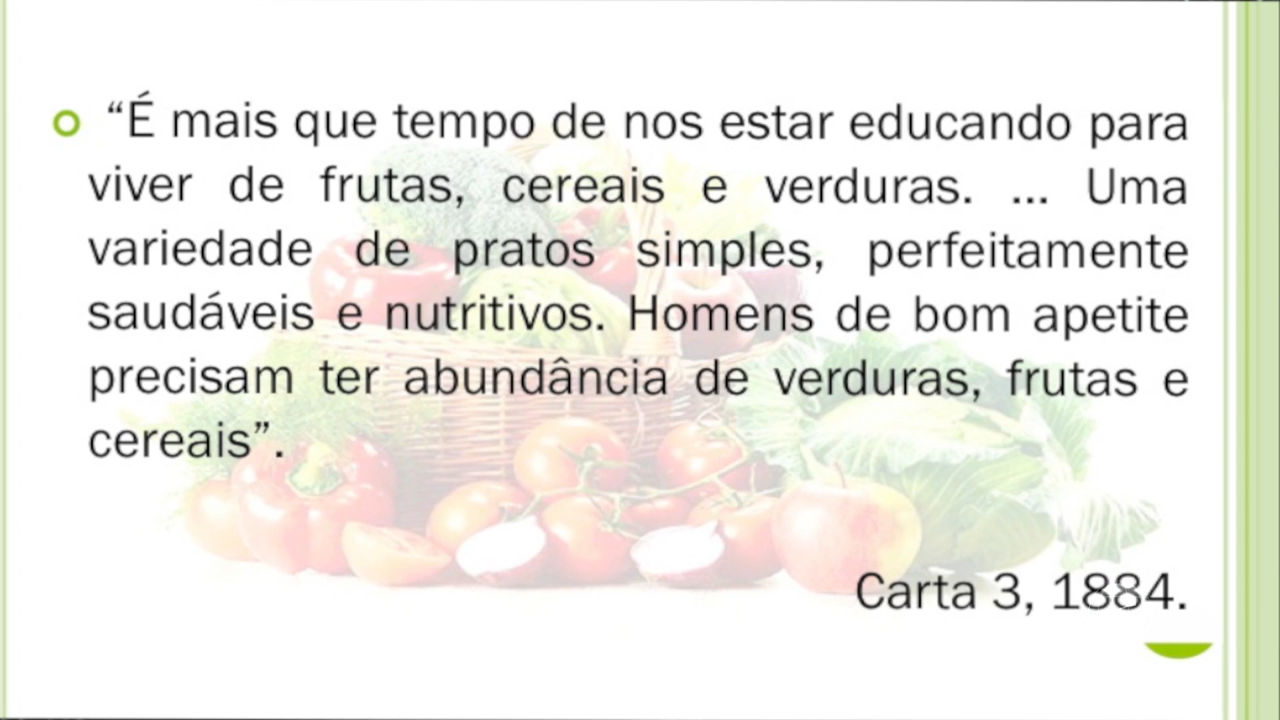 “É mais que tempo de nos estar educando para
viver de frutas, cereais e verduras. ... Uma
variedade de pratos simples, perfeitamente
saudáveis e nutritivos. Homens de bom apetite
precisam ter abundância de verduras, frutas e
cereais”.
Carta 3, 1884.